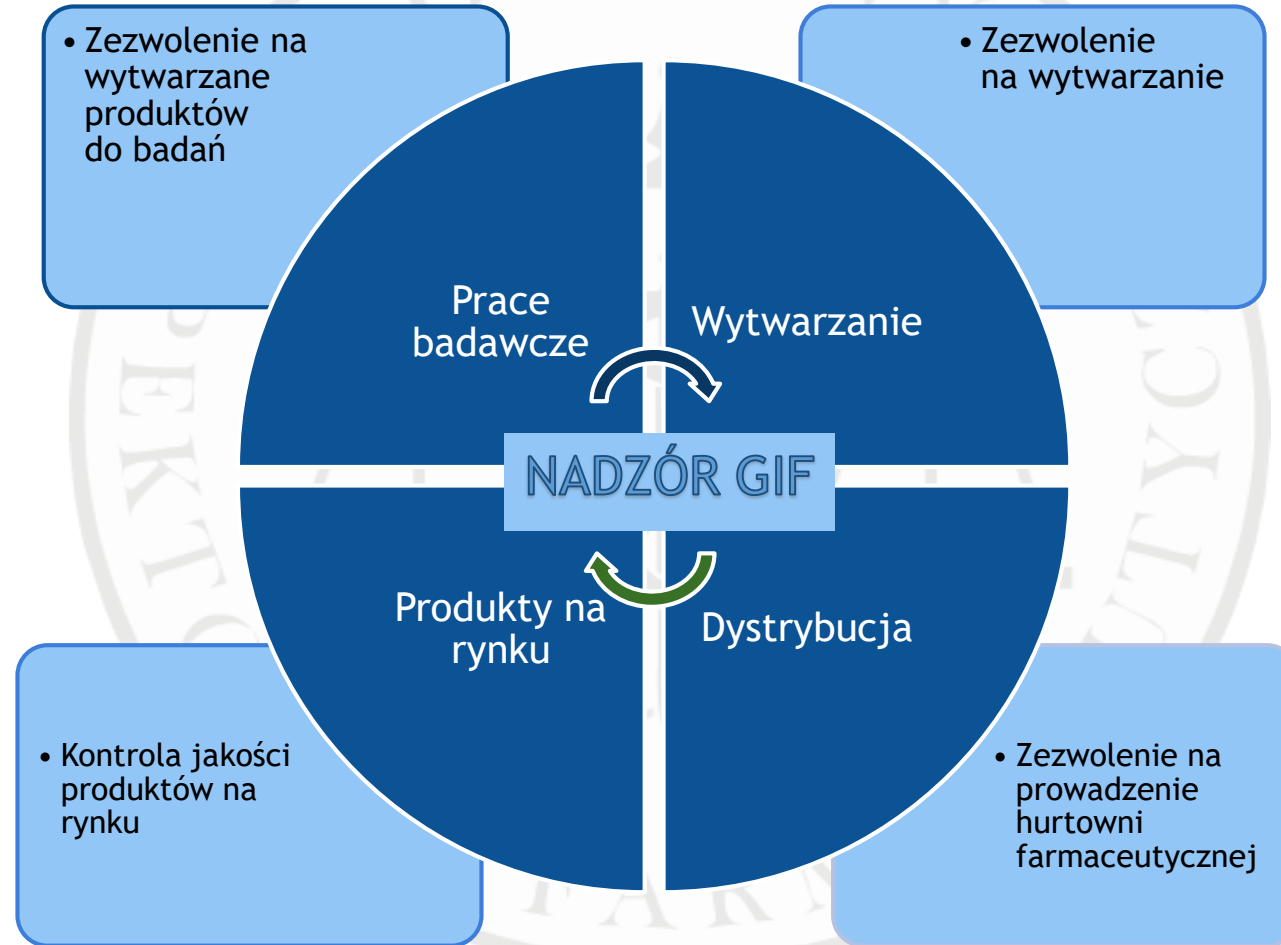 • Zezwolenie na
wytwarzane
produktów
do badań
• Zezwolenie
na wytwarzanie
Prace
badawcze
Wytwarzanie
NADZÓR GIF
Produkty na
rynku
Dystrybucja
• Kontrola jakości
produktów na
rynku
• Zezwolenie na
prowadzenie
hurtowni
farmaceutycznej